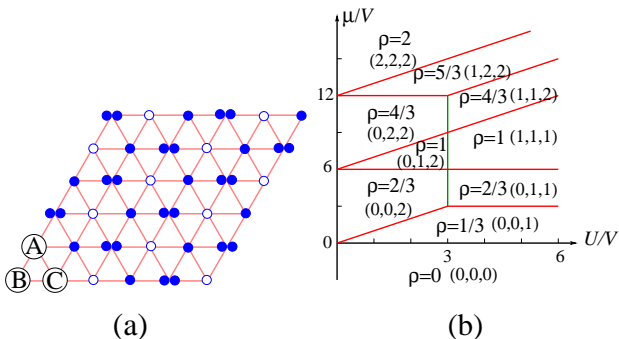 A
B
C
(a)
μ/V
12
6
0
3
6
U/V
ρ=2
(2,2,2)
ρ=5/3 (1,2,2)
ρ=4/3 (1,1,2)
ρ=4/3
(0,2,2)
ρ=1
(0,1,2)
ρ=1 (1,1,1)
ρ=2/3
(0,0,2)
ρ=2/3 (0,1,1)
ρ=1/3 (0,0,1)
ρ=0 (0,0,0)
(b)